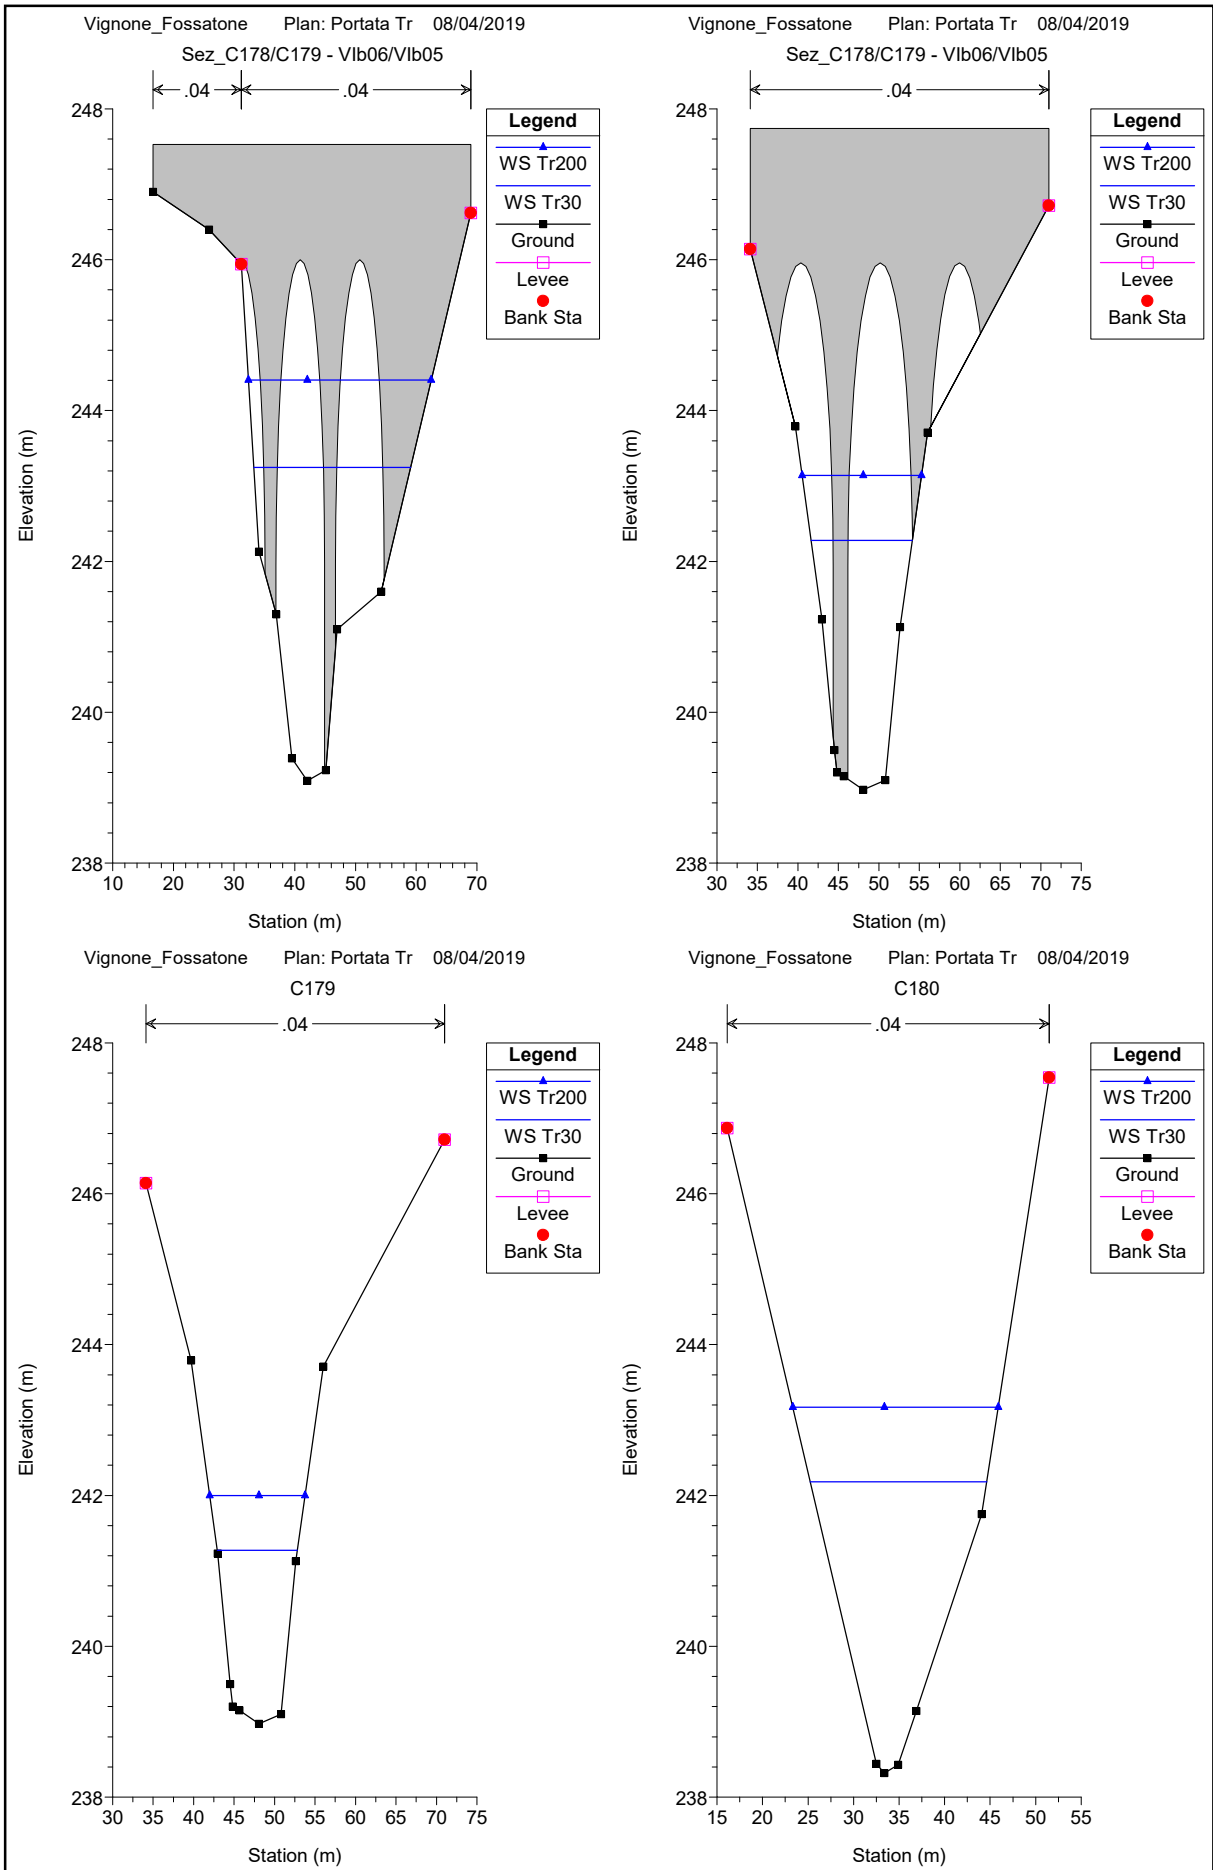 Vignone_Fossatone Plan: Portata Tr 08/04/2019
Sez_C178/C179 - VIb06/VIb05
.04 .04
Legend
WS Tr200
WS Tr30
Ground
Levee
Bank Sta
248
246
244
242
240
238
Elevation (m)
10 20 30 40 50 60 70
Station (m)
Vignone_Fossatone Plan: Portata Tr 08/04/2019
Sez_C178/C179 - VIb06/VIb05
.04
Legend
WS Tr200
WS Tr30
Ground
Levee
Bank Sta
248
246
244
242
240
238
Elevation (m)
30 35 40 45 50 55 60 65 70 75
Station (m)
Vignone_Fossatone Plan: Portata Tr 08/04/2019
C179
.04
Legend
WS Tr200
WS Tr30
Ground
Levee
Bank Sta
248
246
244
242
240
238
Elevation (m)
30 35 40 45 50 55 60 65 70 75
Station (m)
Vignone_Fossatone Plan: Portata Tr 08/04/2019
C180
.04
Legend
WS Tr200
WS Tr30
Ground
Levee
Bank Sta
248
246
244
242
240
238
Elevation (m)
15 20 25 30 35 40 45 50 55
Station (m)